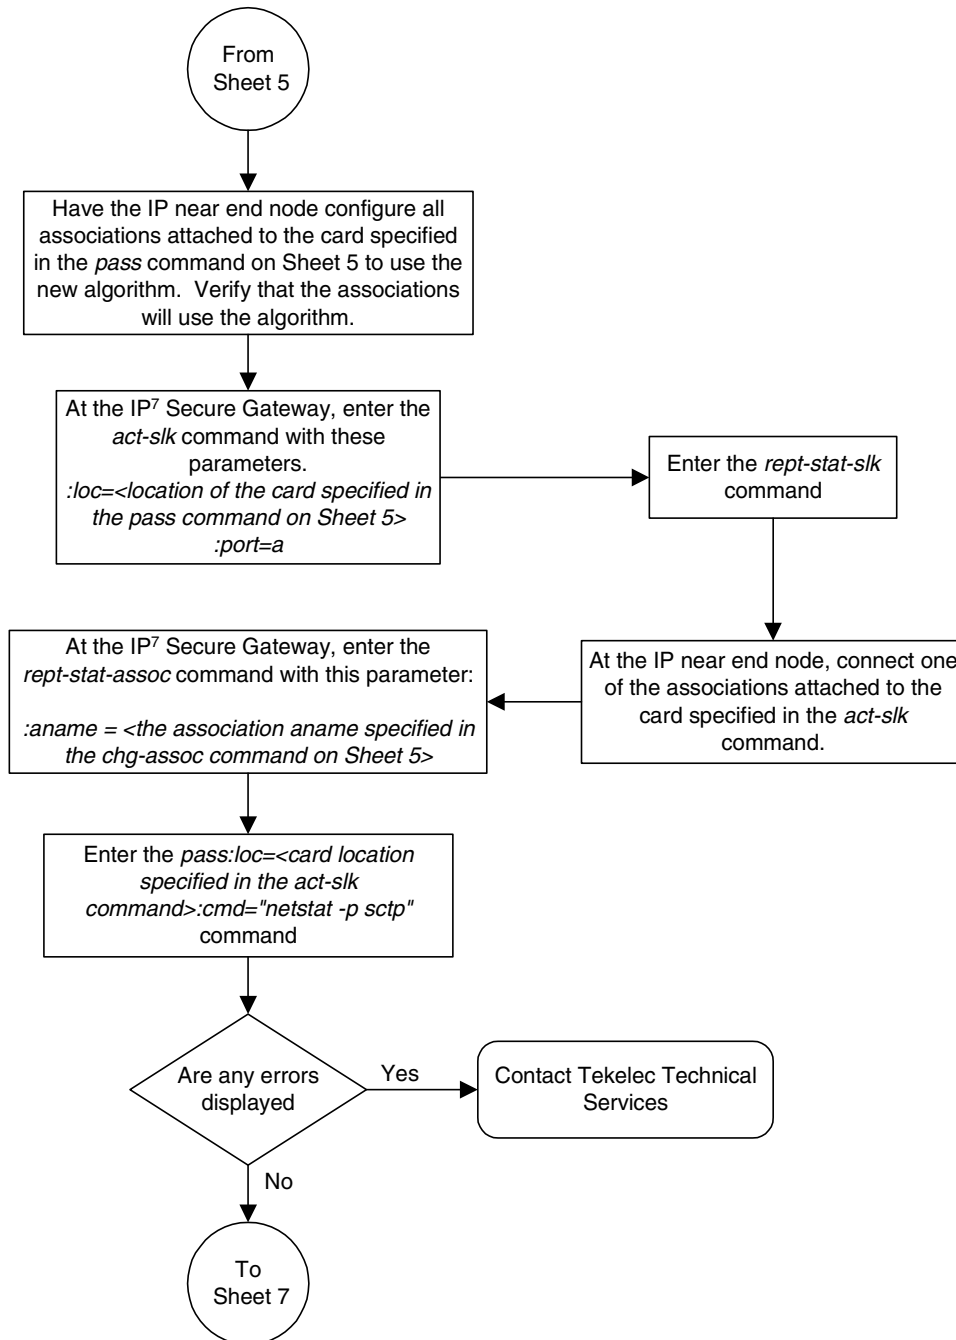 From
Sheet 5
Have the IP near end node configure all
associations attached to the card specified
in the pass command on Sheet 5 to use the
new algorithm.  Verify that the associations
will use the algorithm.
At the IP⁷ Secure Gateway, enter the
act-slk command with these
parameters.
:loc=<location of the card specified in
the pass command on Sheet 5>
:port=a
Enter the rept-stat-slk
command
At the IP near end node, connect one
of the associations attached to the
card specified in the act-slk
command.
At the IP⁷ Secure Gateway, enter the
rept-stat-assoc command with this parameter:
:aname = <the association aname specified in
the chg-assoc command on Sheet 5>
Enter the pass:loc=<card location
specified in the act-slk
command>:cmd="netstat -p sctp"
command
Are any errors
displayed
Yes
Contact Tekelec Technical
Services
No
To
Sheet 7